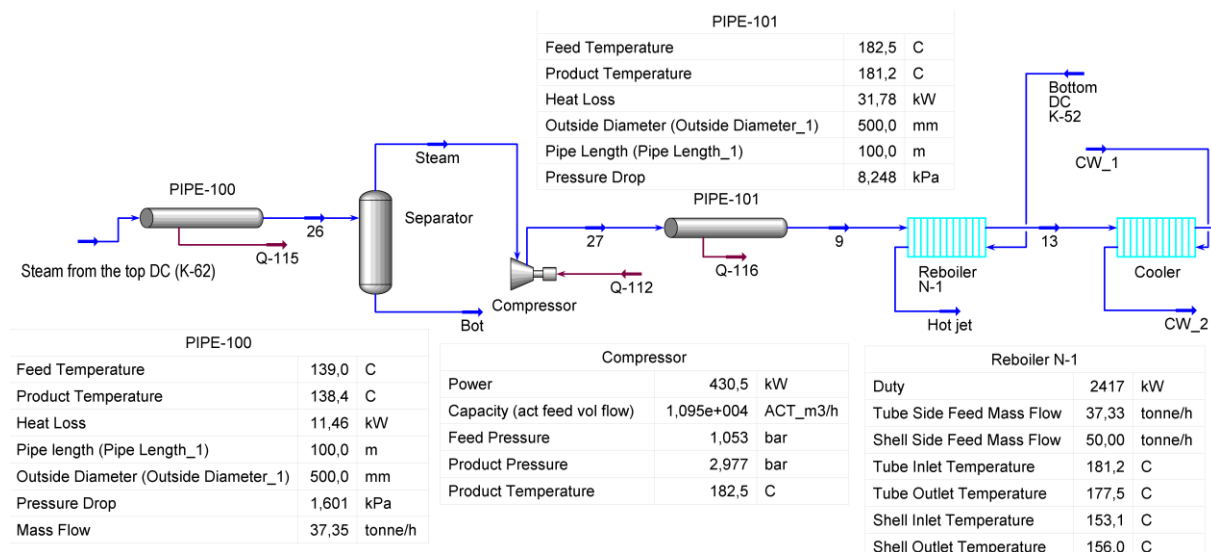 PIPE-101
Feed Temperature 182,5 C
Product Temperature 181,2 C
Heat Loss 31,78 kW
Outside Diameter (Outside Diameter_1) 500,0 mm
Pipe Length (Pipe Length_1) 100,0 m
Pressure Drop 8,248 kPa
Bottom
DC
K-52
CW_1
Steam
PIPE-100
Separator
PIPE-101
26
27
9
13
Q-115
Q-116
Q-112
Steam from the top DC (K-62)
Compressor
Reboiler
N-1
Cooler
Bot
Hot jet
CW_2
PIPE-100
Feed Temperature 139,0 C
Product Temperature 138,4 C
Heat Loss 11,46 kW
Pipe length (Pipe Length_1) 100,0 m
Outside Diameter (Outside Diameter_1) 500,0 mm
Pressure Drop 1,601 kPa
Mass Flow 37,35 tonne/h
Compressor
Power 430,5 kW
Capacity (act feed vol flow) 1,095e+004 ACT_m3/h
Feed Pressure 1,053 bar
Product Pressure 2,977 bar
Product Temperature 182,5 C
Reboiler N-1
Duty 2417 kW
Tube Side Feed Mass Flow 37,33 tonne/h
Shell Side Feed Mass Flow 50,00 tonne/h
Tube Inlet Temperature 181,2 C
Tube Outlet Temperature 177,5 C
Shell Inlet Temperature 153,1 C
Shell Outlet Temperature 156,0 C